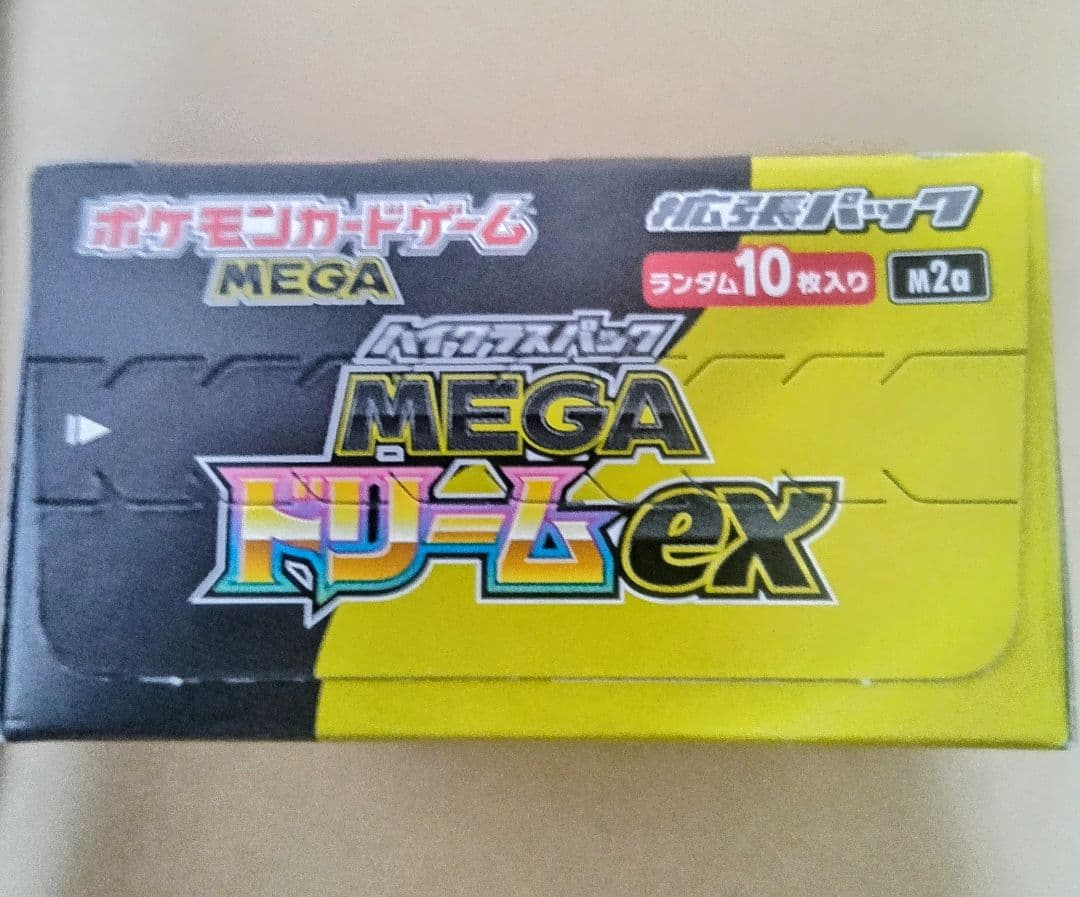 ポケモンカードゲーム
MEGA
拡張パック
ランダム10枚入り
M2a
ハイクラスパック
MEGA
ドリームex